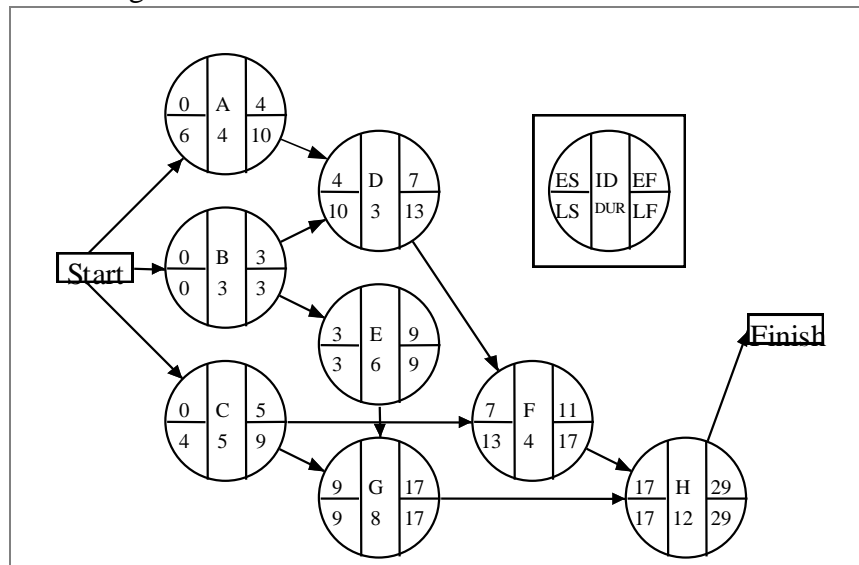 0 A 4
6 4 10
4 D 7
10 3 13
ES ID EF
LS DUR LF
0 B 3
0 3 3
Start
3 E 9
3 6 9
Finish
0 C 5
4 5 9
7 F 11
13 4 17
9 G 17
9 8 17
17 H 29
17 12 29